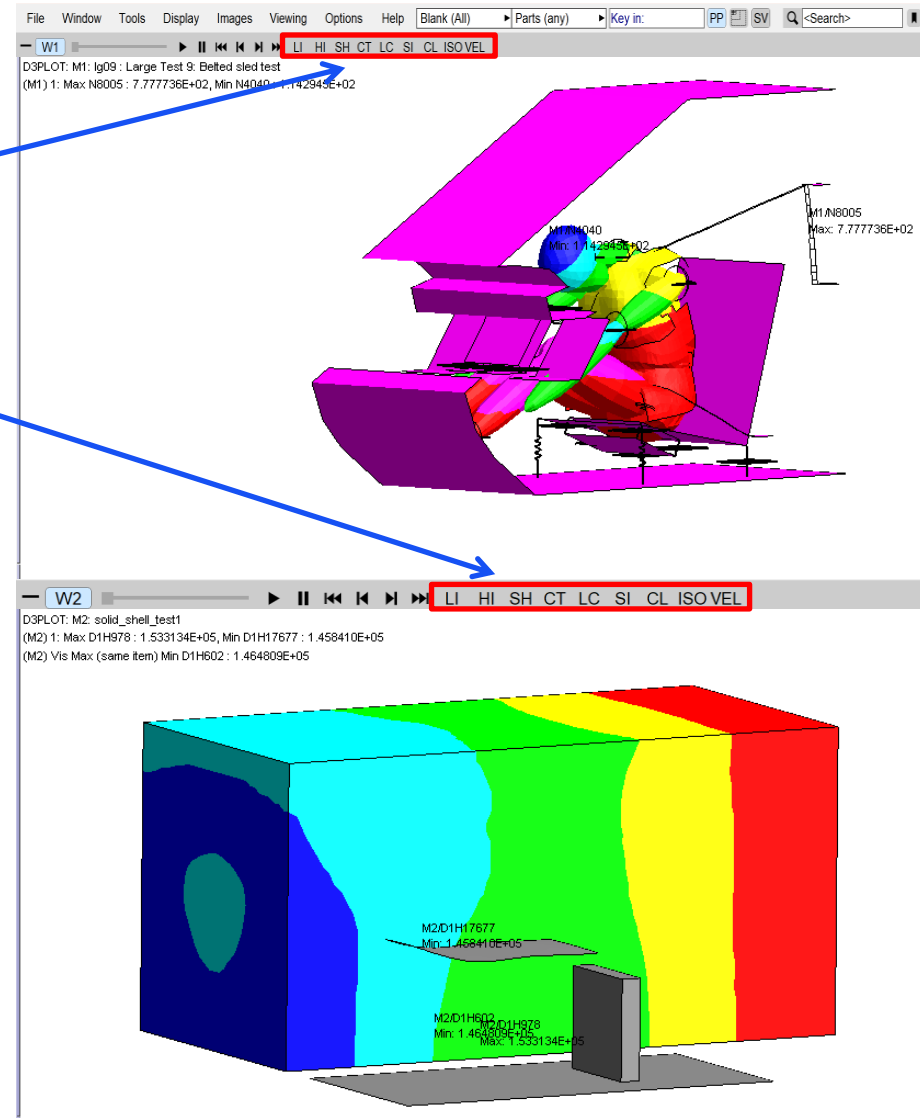 File Window Tools Display Images Viewing Options Help Blank (All) Parts (any) Key in: PP SV <Search>
W1 LI HI SH CT LC SI CL ISO VEL
D3PLOT: M1: lg09 : Large Test 9: Belted sled test
(M1) 1: Max N8005 : 7.777736E+02, Min N4040 : 1.142945E+02
M1/N4040
Min: 1.142945E+02
M1/N8005
Max: 7.777736E+02
W2 LI HI SH CT LC SI CL ISO VEL
D3PLOT: M2: solid_shell_test1
(M2) 1: Max D1H978 : 1.533134E+05, Min D1H17677 : 1.458410E+05
(M2) Vis Max (same item) Min D1H602 : 1.464809E+05
M2/D1H17677
Min: 1.458410E+05
M2/D1H602
Min: 1.464809E+05
M2/D1H978
Max: 1.533134E+05